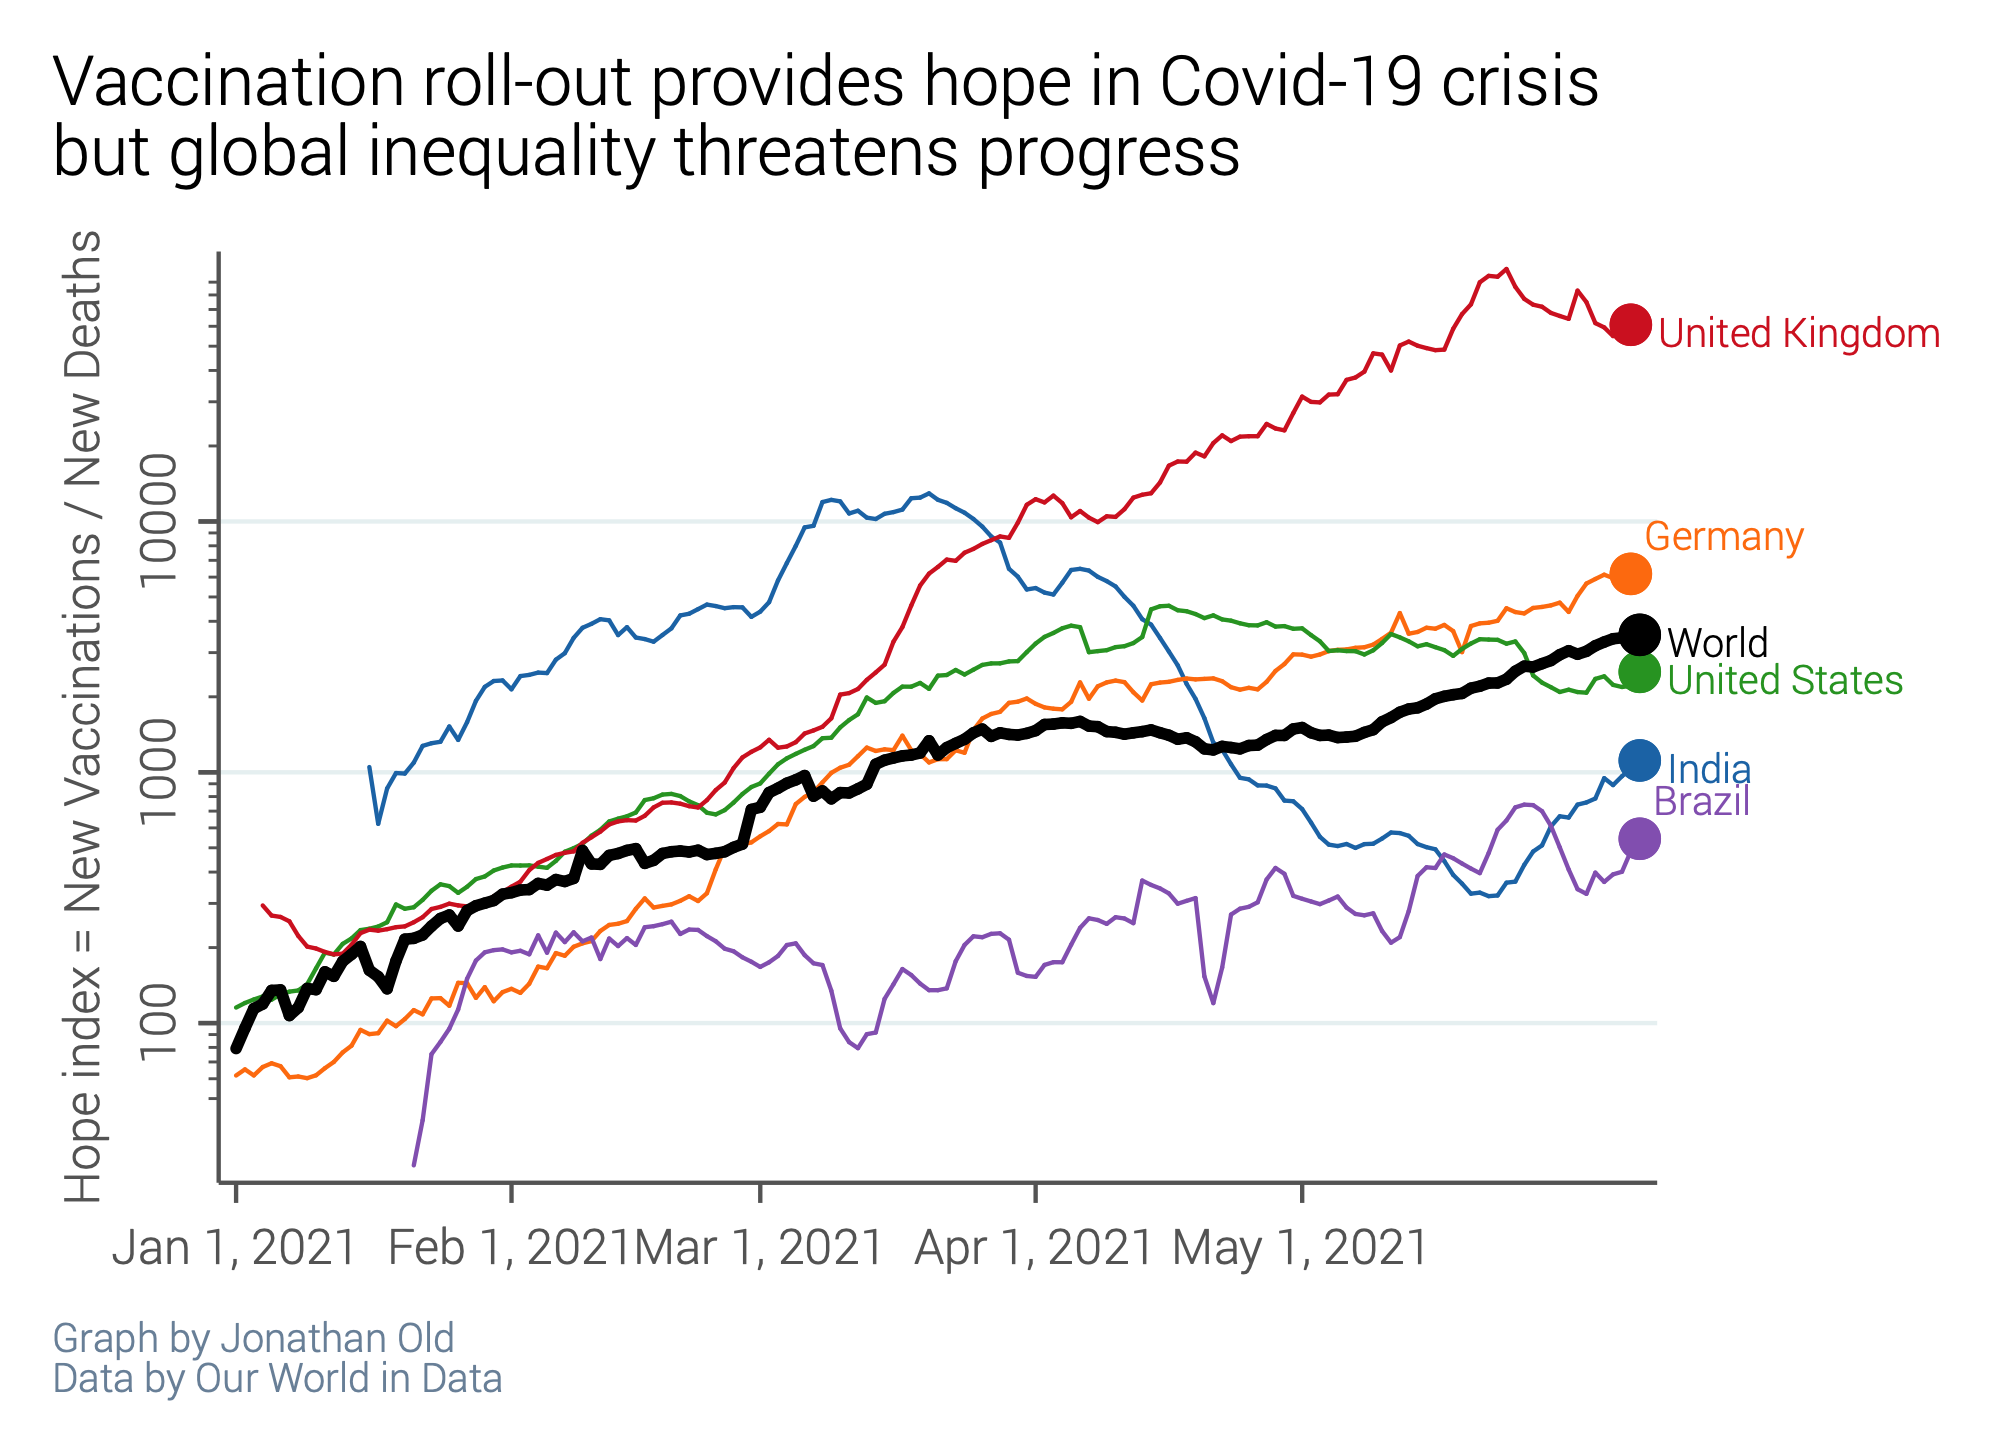 Vaccination roll-out provides hope in Covid-19 crisis
but global inequality threatens progress
Hope index = New Vaccinations / New Deaths
10000
1000
100
United Kingdom
Germany
World
United States
India
Brazil
Jan 1, 2021
Feb 1, 2021
Mar 1, 2021
Apr 1, 2021
May 1, 2021
Graph by Jonathan Old
Data by Our World in Data